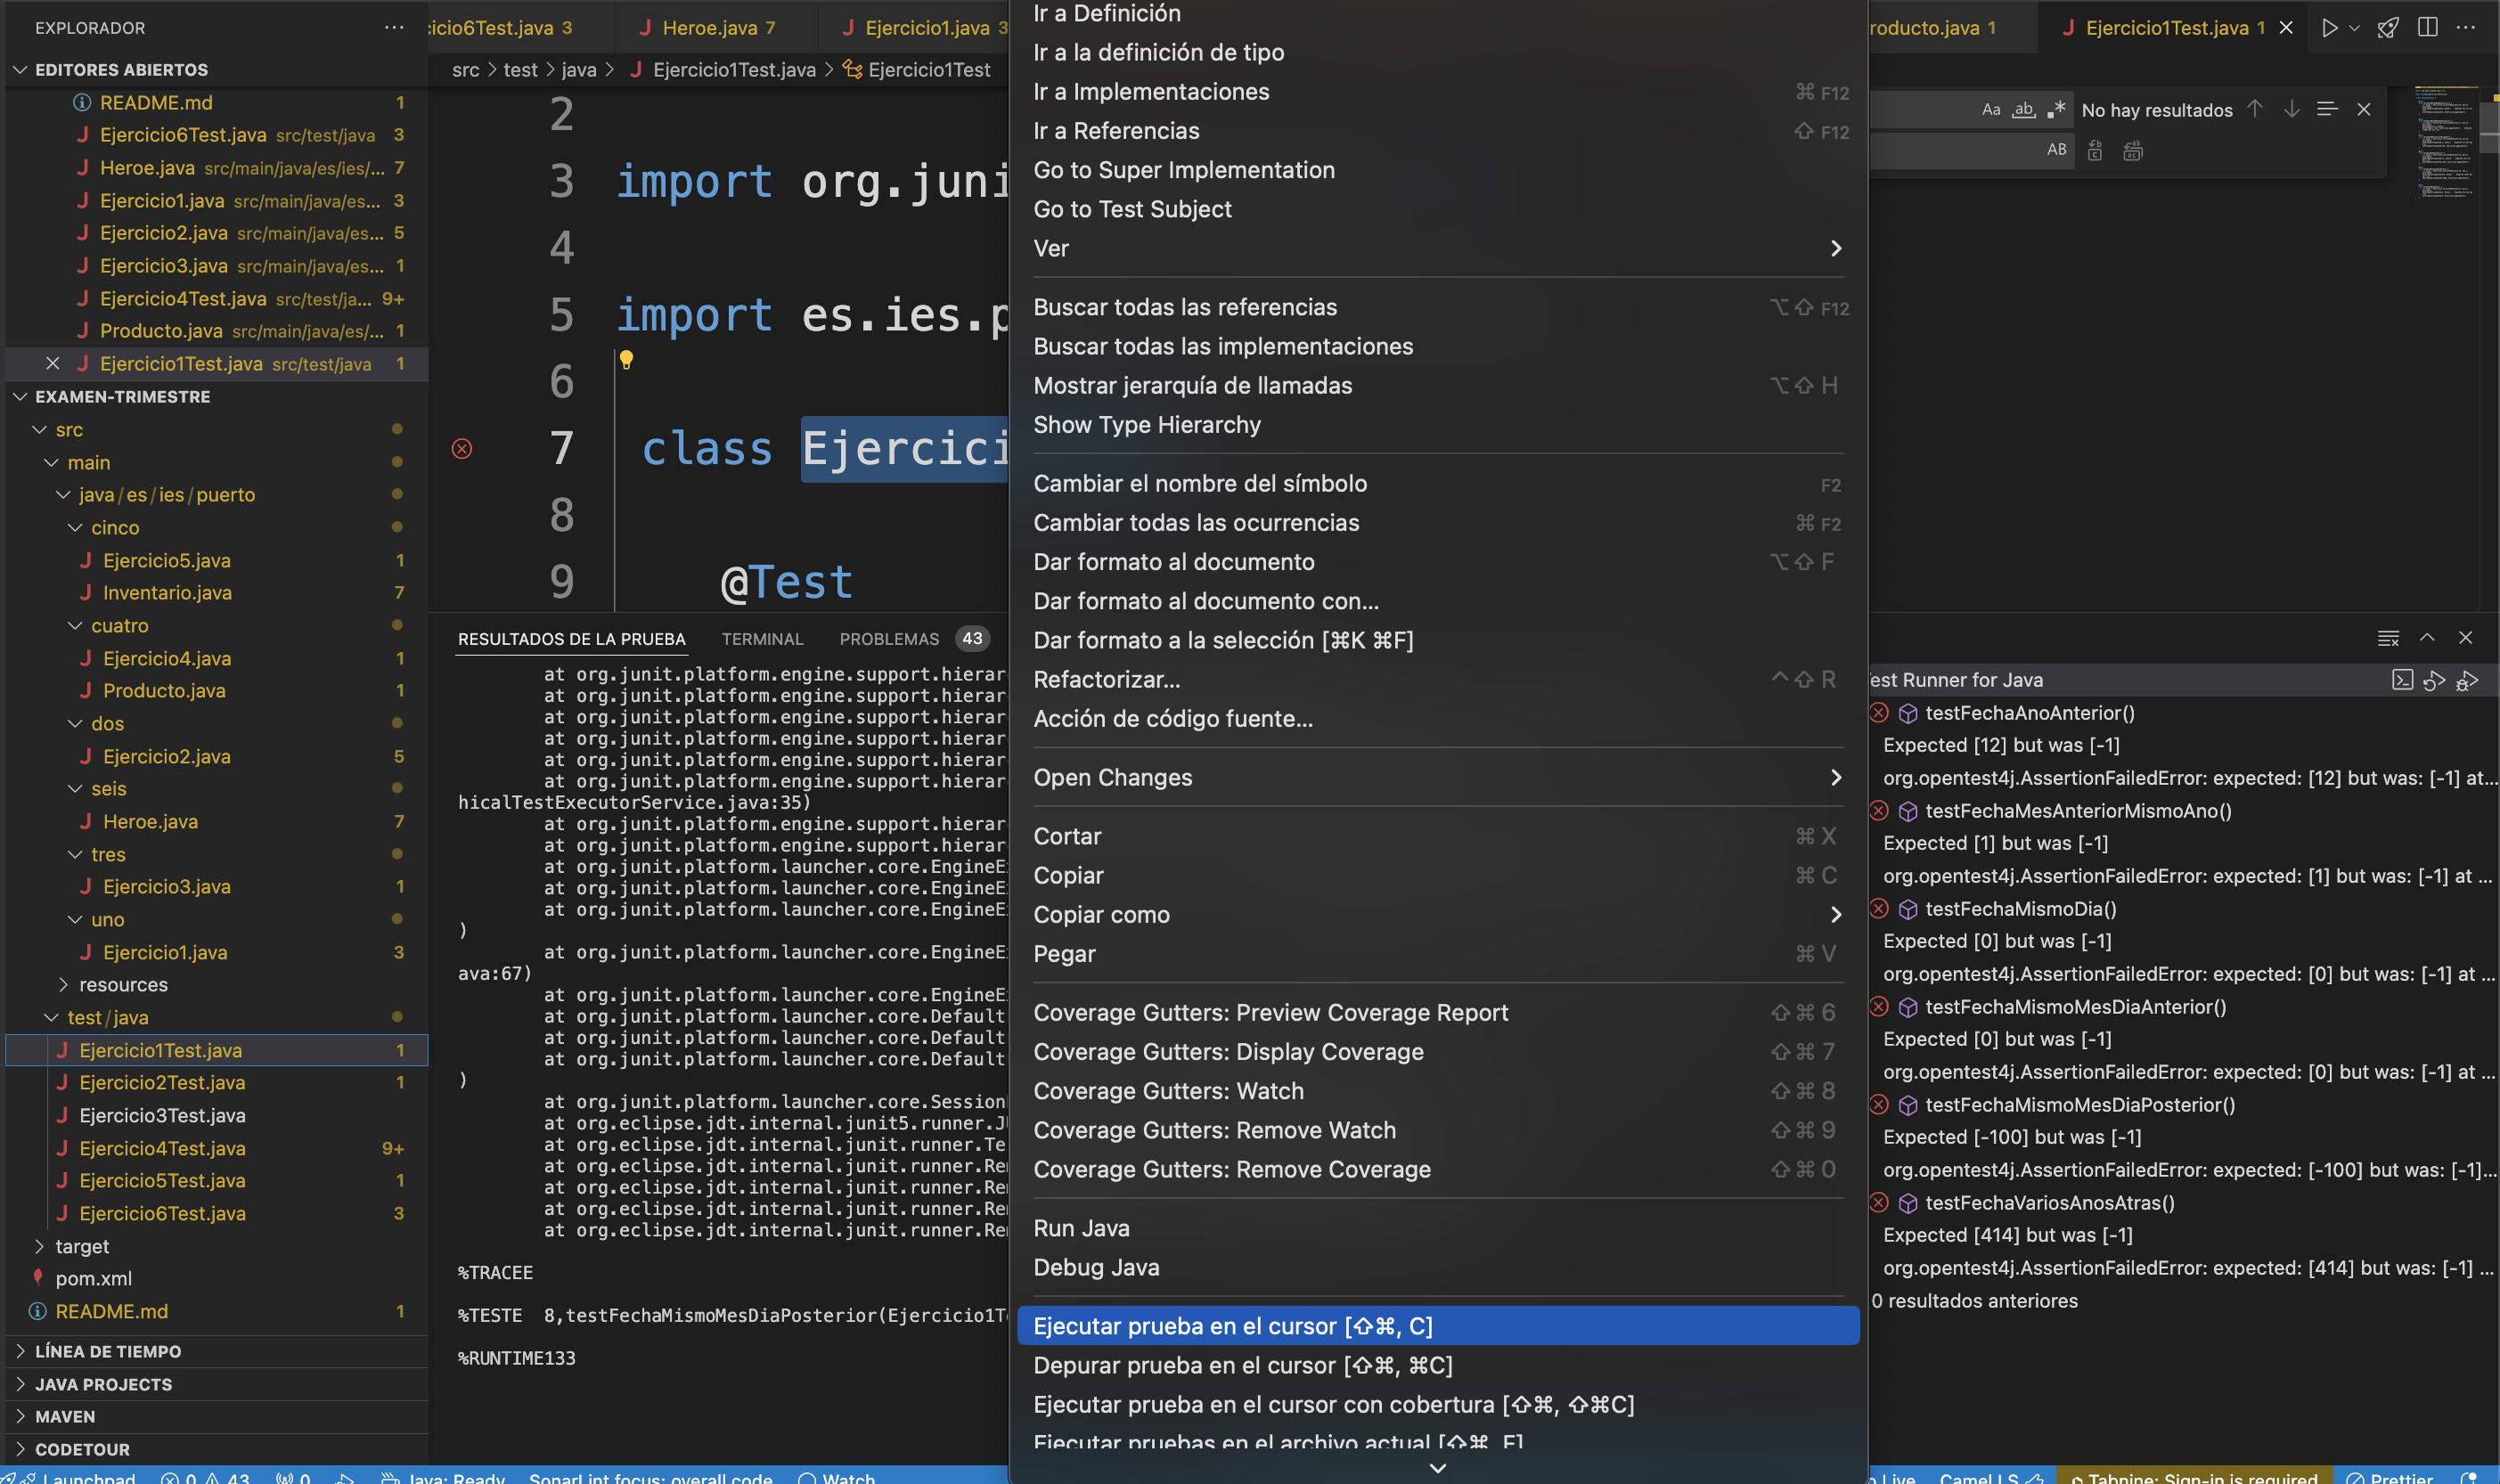 EXPLORADOR
EDITORES ABIERTOS
README.md 1
Ejercicio6Test.java src/test/java 3
Heroe.java src/main/java/es/ies/... 7
Ejercicio1.java src/main/java/es... 3
Ejercicio2.java src/main/java/es... 5
Ejercicio3.java src/main/java/es... 1
Ejercicio4Test.java src/test/ja... 9+
Producto.java src/main/java/es/... 1
Ejercicio1Test.java src/test/java 1
EXAMEN-TRIMESTRE
src
main
java/es/ies/puerto
cinco
Ejercicio5.java 1
Inventario.java 7
cuatro
Ejercicio4.java 1
Producto.java 1
dos
Ejercicio2.java 5
seis
Heroe.java 7
tres
Ejercicio3.java 1
uno
Ejercicio1.java 3
resources
test/java
Ejercicio1Test.java 1
Ejercicio2Test.java 1
Ejercicio3Test.java
Ejercicio4Test.java 9+
Ejercicio5Test.java 1
Ejercicio6Test.java 3
target
pom.xml
README.md 1
LÍNEA DE TIEMPO
JAVA PROJECTS
MAVEN
CODETOUR
cicio6Test.java 3 Heroe.java 7 Ejercicio1.java 3
src > test > java > Ejercicio1Test.java > Ejercicio1Test
2
3 import org.juni
4
5 import es.ies.p
6
7 class Ejercici
8
9 @Test
RESULTADOS DE LA PRUEBA TERMINAL PROBLEMAS 43
at org.junit.platform.engine.support.hierar
at org.junit.platform.engine.support.hierar
at org.junit.platform.engine.support.hierar
at org.junit.platform.engine.support.hierar
at org.junit.platform.engine.support.hierar
at org.junit.platform.engine.support.hierar
hicalTestExecutorService.java:35)
at org.junit.platform.engine.support.hierar
at org.junit.platform.engine.support.hierar
at org.junit.platform.launcher.core.EngineE
at org.junit.platform.launcher.core.EngineE
at org.junit.platform.launcher.core.EngineE
)
at org.junit.platform.launcher.core.EngineE
ava:67)
at org.junit.platform.launcher.core.EngineE
at org.junit.platform.launcher.core.Default
at org.junit.platform.launcher.core.Default
at org.junit.platform.launcher.core.Default
)
at org.junit.platform.launcher.core.Session
at org.eclipse.jdt.internal.junit5.runner.JU
at org.eclipse.jdt.internal.junit.runner.Te
at org.eclipse.jdt.internal.junit.runner.Re
at org.eclipse.jdt.internal.junit.runner.Re
at org.eclipse.jdt.internal.junit.runner.Re
at org.eclipse.jdt.internal.junit.runner.Re
%TRACEE
%TESTE 8,testFechaMismoMesDiaPosterior(Ejercicio1T
%RUNTIME133
Ir a Definición
Ir a la definición de tipo
Ir a Implementaciones ⌘ F12
Ir a Referencias ⇧ F12
Go to Super Implementation
Go to Test Subject
Ver
Buscar todas las referencias ⌥⇧ F12
Buscar todas las implementaciones
Mostrar jerarquía de llamadas ⌥⇧ H
Show Type Hierarchy
Cambiar el nombre del símbolo F2
Cambiar todas las ocurrencias ⌘ F2
Dar formato al documento ⌥⇧ F
Dar formato al documento con...
Dar formato a la selección [⌘K ⌘F]
Refactorizar... ^⇧ R
Acción de código fuente...
Open Changes
Cortar ⌘ X
Copiar ⌘ C
Copiar como
Pegar ⌘ V
Coverage Gutters: Preview Coverage Report ⇧⌘ 6
Coverage Gutters: Display Coverage ⇧⌘ 7
Coverage Gutters: Watch ⇧⌘ 8
Coverage Gutters: Remove Watch ⇧⌘ 9
Coverage Gutters: Remove Coverage ⇧⌘ 0
Run Java
Debug Java
Ejecutar prueba en el cursor [⇧⌘, C]
Depurar prueba en el cursor [⇧⌘, ⌘C]
Ejecutar prueba en el cursor con cobertura [⇧⌘, ⇧⌘C]
Ejecutar pruebas en el archivo actual [⇧⌘, F]
roducto.java 1 Ejercicio1Test.java 1
Aa ab .* No hay resultados
AB
est Runner for Java
testFechaAnoAnterior()
Expected [12] but was [-1]
org.opentest4j.AssertionFailedError: expected: [12] but was: [-1] at...
testFechaMesAnteriorMismoAno()
Expected [1] but was [-1]
org.opentest4j.AssertionFailedError: expected: [1] but was: [-1] at ...
testFechaMismoDia()
Expected [0] but was [-1]
org.opentest4j.AssertionFailedError: expected: [0] but was: [-1] at ...
testFechaMismoMesDiaAnterior()
Expected [0] but was [-1]
org.opentest4j.AssertionFailedError: expected: [0] but was: [-1] at ...
testFechaMismoMesDiaPosterior()
Expected [-100] but was [-1]
org.opentest4j.AssertionFailedError: expected: [-100] but was: [-1]...
testFechaVariosAnosAtras()
Expected [414] but was [-1]
org.opentest4j.AssertionFailedError: expected: [414] but was: [-1] ...
0 resultados anteriores
Launchpad 0 43 0 Java: Ready SonarLint focus: overall code Watch
Live Camel LS Tabnine: Sign-in is required Prettier